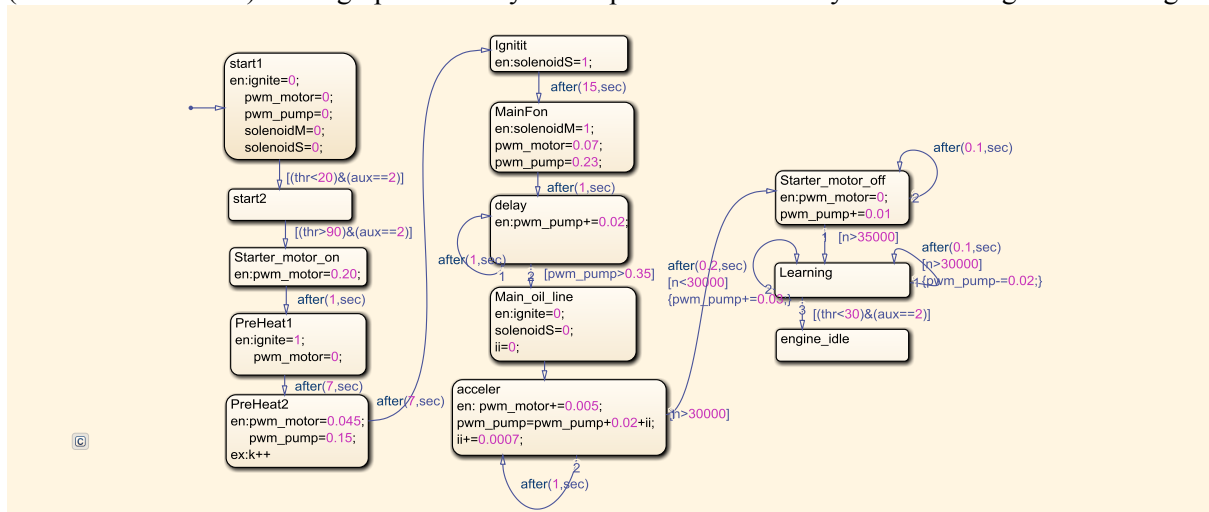 start1
en:ignite=0;
pwm_motor=0;
pwm_pump=0;
solenoidM=0;
solenoidS=0;
[(thr<20)&(aux==2)]
start2
[(thr>90)&(aux==2)]
Starter_motor_on
en:pwm_motor=0.20;
after(1,sec)
PreHeat1
en:ignite=1;
pwm_motor=0;
after(7,sec)
PreHeat2
en:pwm_motor=0.045;
pwm_pump=0.15;
ex:k++
after(7,sec)
Ignitit
en:solenoidS=1;
after(15,sec)
MainFon
en:solenoidM=1;
pwm_motor=0.07;
pwm_pump=0.23;
after(1,sec)
delay
en:pwm_pump+=0.02;
after(1,sec)
1
2
[pwm_pump>0.35]
Main_oil_line
en:ignite=0;
solenoidS=0;
ii=0;
acceler
en: pwm_motor+=0.005;
pwm_pump=pwm_pump+0.02+ii;
ii+=0.0007;
[n>30000]
2
after(1,sec)
after(0.1,sec)
Starter_motor_off
en:pwm_motor=0;
pwm_pump+=0.01
2
1
[n>35000]
after(0.2,sec)
[n<30000]
{pwm_pump+=0.03;}
after(0.1,sec)
[n>30000]
{pwm_pump-=0.02;}
Learning
2
1
3
[(thr<30)&(aux==2)]
engine_idle
C